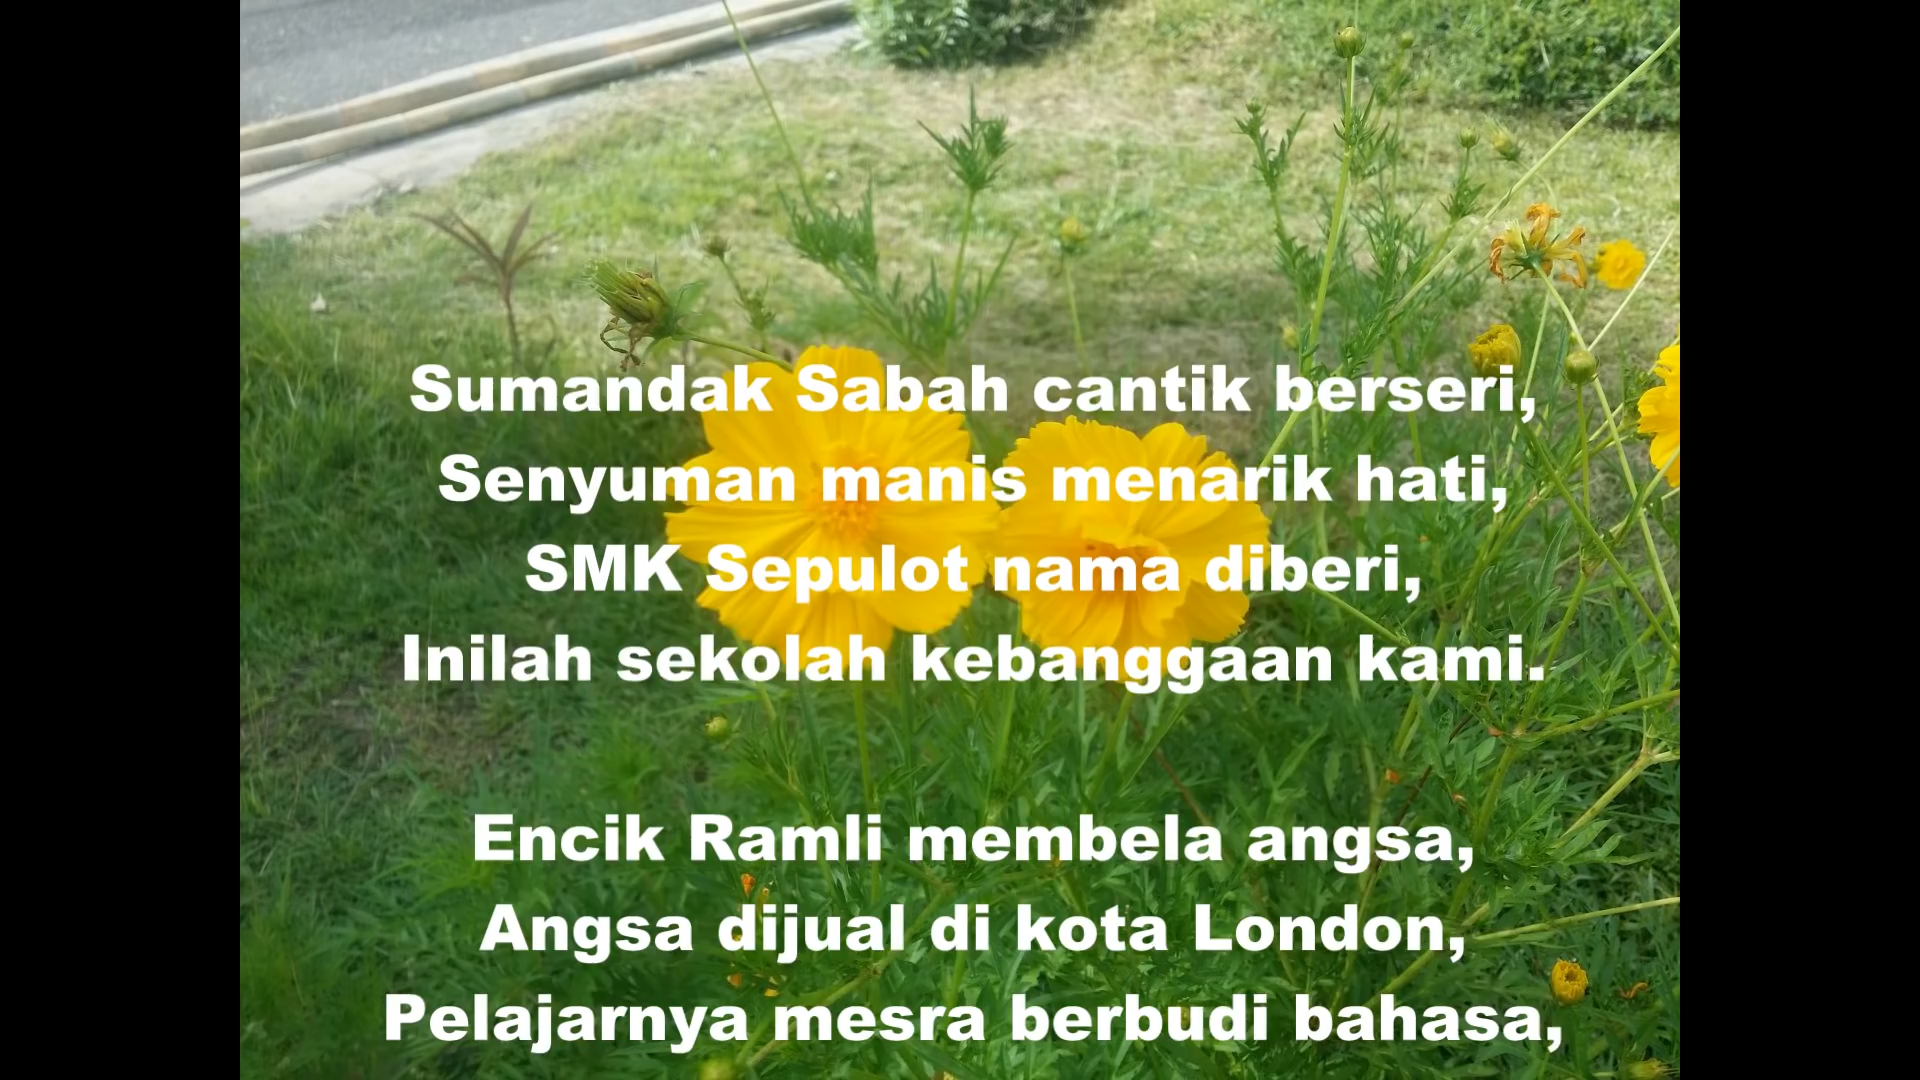 Sumandak Sabah cantik berseri,
Senyuman manis menarik hati,
SMK Sepulot nama diberi,
Inilah sekolah kebanggaan kami.
Encik Ramli membela angsa,
Angsa dijual di kota London,
Pelajarnya mesra berbudi bahasa,